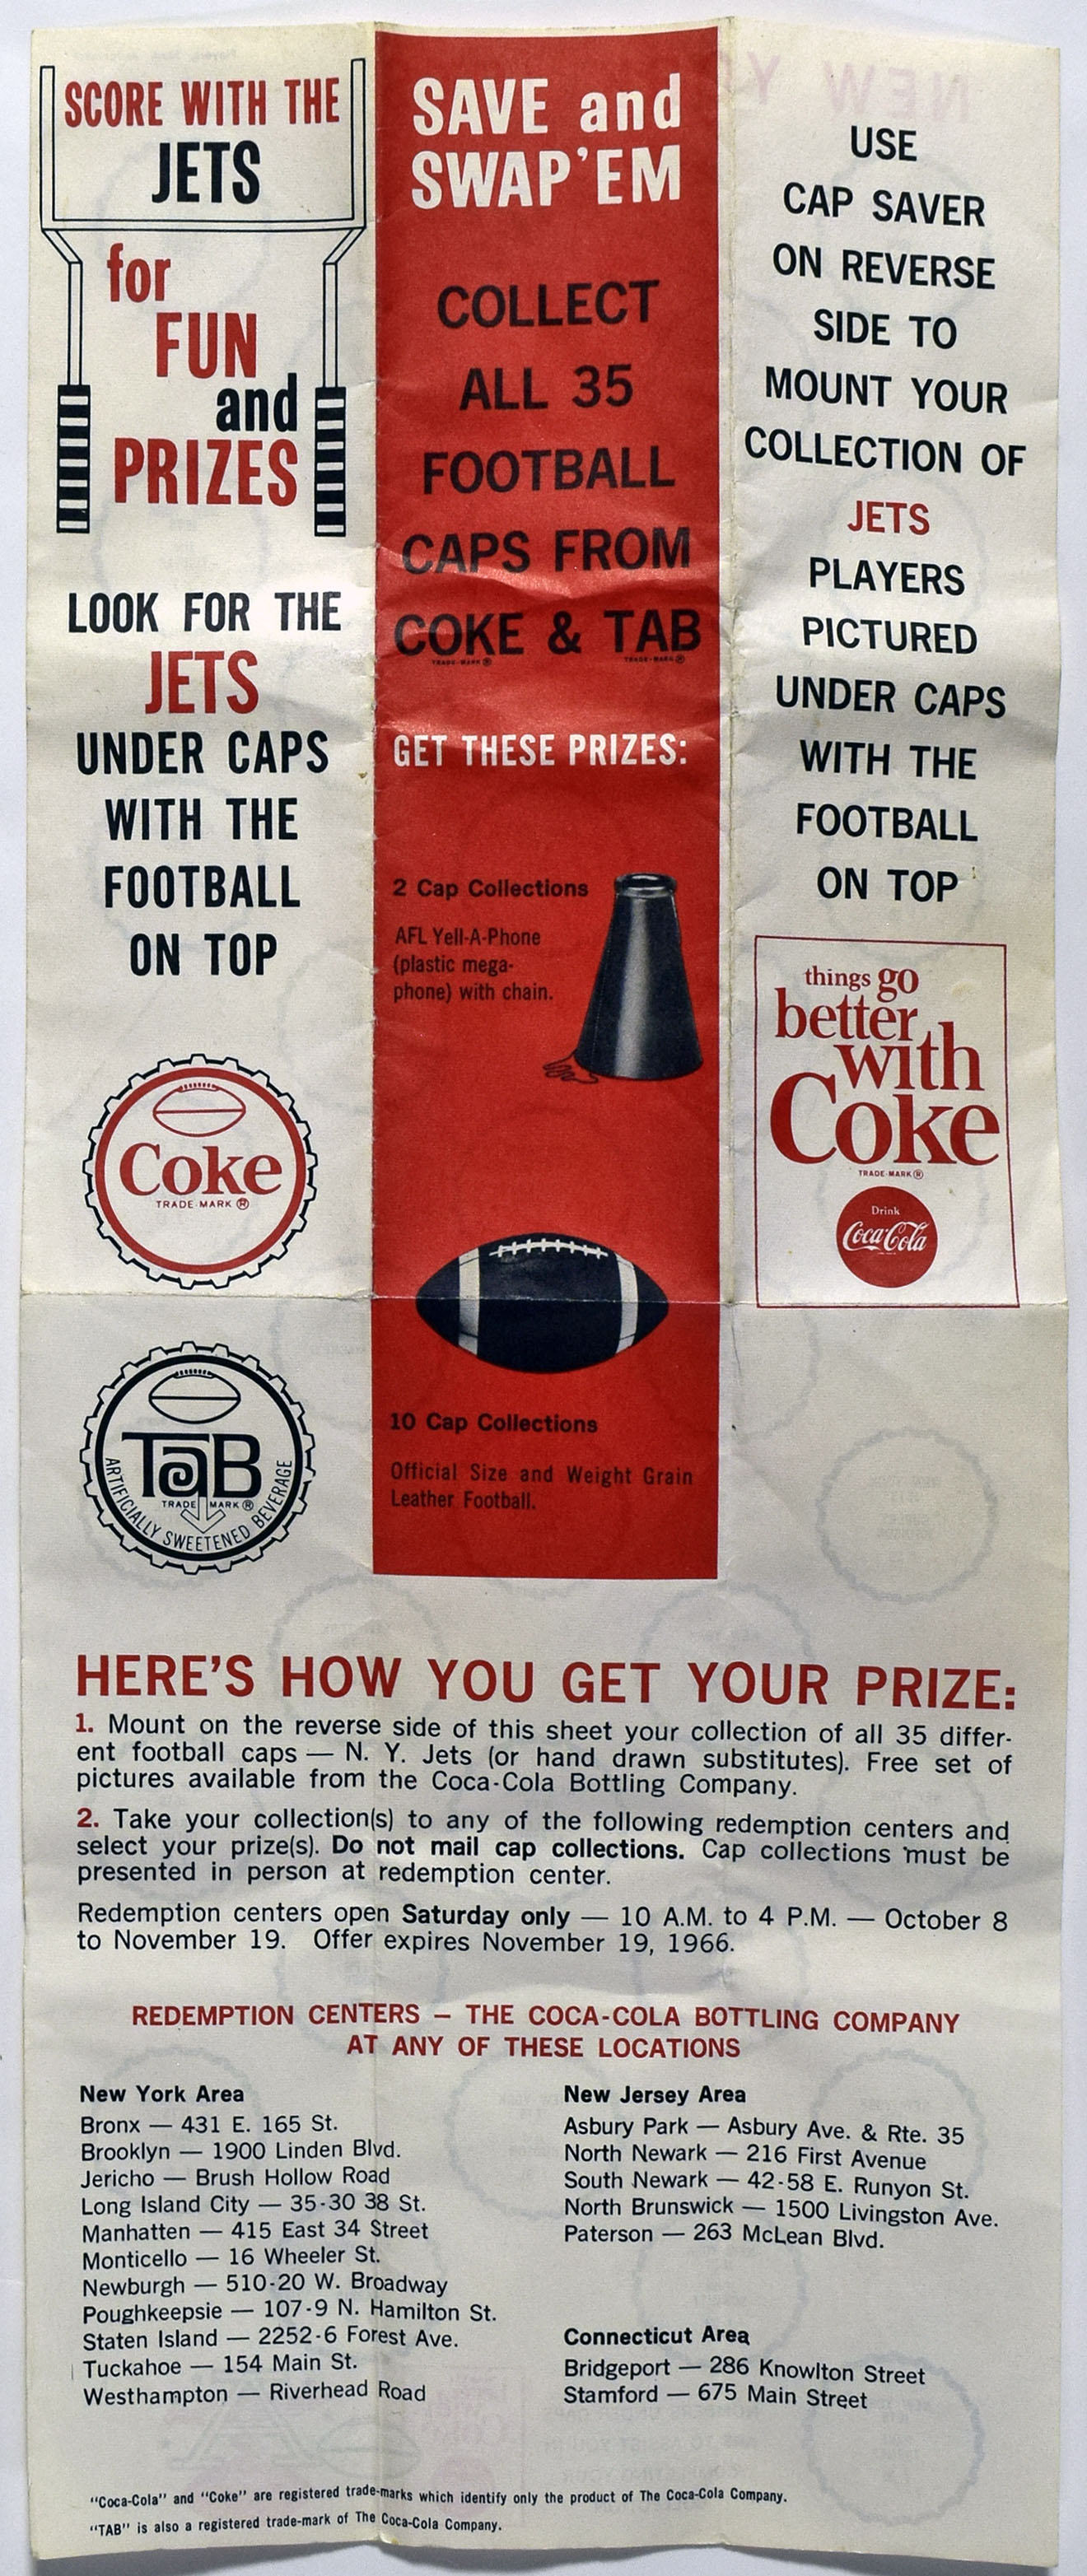 SCORE WITH THE
JETS
for
FUN
and
PRIZES
LOOK FOR THE
JETS
UNDER CAPS
WITH THE
FOOTBALL
ON TOP
Coke
TRADE-MARK ®
TaB
TRADE MARK ®
ARTIFICIALLY SWEETENED BEVERAGE
SAVE and
SWAP'EM
COLLECT
ALL 35
FOOTBALL
CAPS FROM
COKE & TAB
TRADE-MARK ® TRADE-MARK ®
GET THESE PRIZES:
2 Cap Collections
AFL Yell-A-Phone
(plastic mega-
phone) with chain.
10 Cap Collections
Official Size and Weight Grain
Leather Football.
USE
CAP SAVER
ON REVERSE
SIDE TO
MOUNT YOUR
COLLECTION OF
JETS
PLAYERS
PICTURED
UNDER CAPS
WITH THE
FOOTBALL
ON TOP
things go
better
with
Coke
TRADE-MARK ®
Drink
Coca-Cola
HERE'S HOW YOU GET YOUR PRIZE:
1. Mount on the reverse side of this sheet your collection of all 35 differ-
ent football caps — N. Y. Jets (or hand drawn substitutes). Free set of
pictures available from the Coca-Cola Bottling Company.
2. Take your collection(s) to any of the following redemption centers and
select your prize(s). Do not mail cap collections. Cap collections must be
presented in person at redemption center.
Redemption centers open Saturday only — 10 A.M. to 4 P.M. — October 8
to November 19. Offer expires November 19, 1966.
REDEMPTION CENTERS – THE COCA-COLA BOTTLING COMPANY
AT ANY OF THESE LOCATIONS
New York Area
Bronx — 431 E. 165 St.
Brooklyn — 1900 Linden Blvd.
Jericho — Brush Hollow Road
Long Island City — 35-30 38 St.
Manhatten — 415 East 34 Street
Monticello — 16 Wheeler St.
Newburgh — 510-20 W. Broadway
Poughkeepsie — 107-9 N. Hamilton St.
Staten Island — 2252-6 Forest Ave.
Tuckahoe — 154 Main St.
Westhampton — Riverhead Road
New Jersey Area
Asbury Park — Asbury Ave. & Rte. 35
North Newark — 216 First Avenue
South Newark — 42-58 E. Runyon St.
North Brunswick — 1500 Livingston Ave.
Paterson — 263 McLean Blvd.
Connecticut Area
Bridgeport — 286 Knowlton Street
Stamford — 675 Main Street
"Coca-Cola" and "Coke" are registered trade-marks which identify only the product of The Coca-Cola Company.
"TAB" is also a registered trade-mark of The Coca-Cola Company.